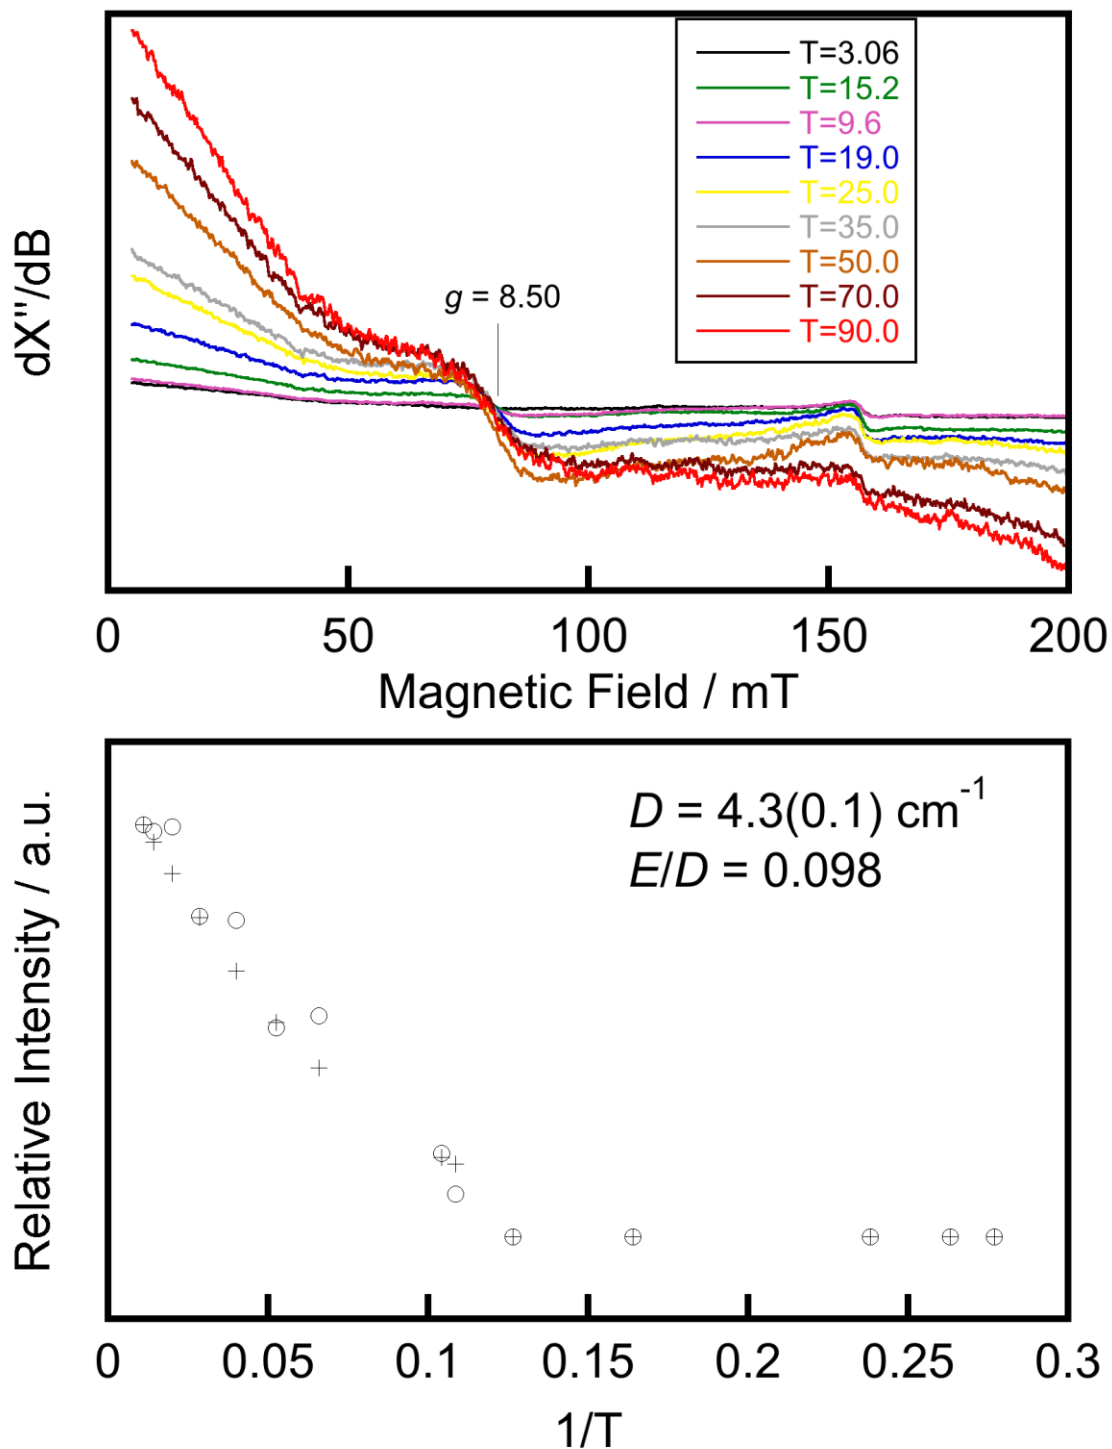 dX"/dB
T=3.06
T=15.2
T=9.6
T=19.0
T=25.0
T=35.0
T=50.0
T=70.0
T=90.0
g = 8.50
0 50 100 150 200
Magnetic Field / mT
Relative Intensity / a.u.
D = 4.3(0.1) cm⁻¹
E/D = 0.098
0 0.05 0.1 0.15 0.2 0.25 0.3
1/T